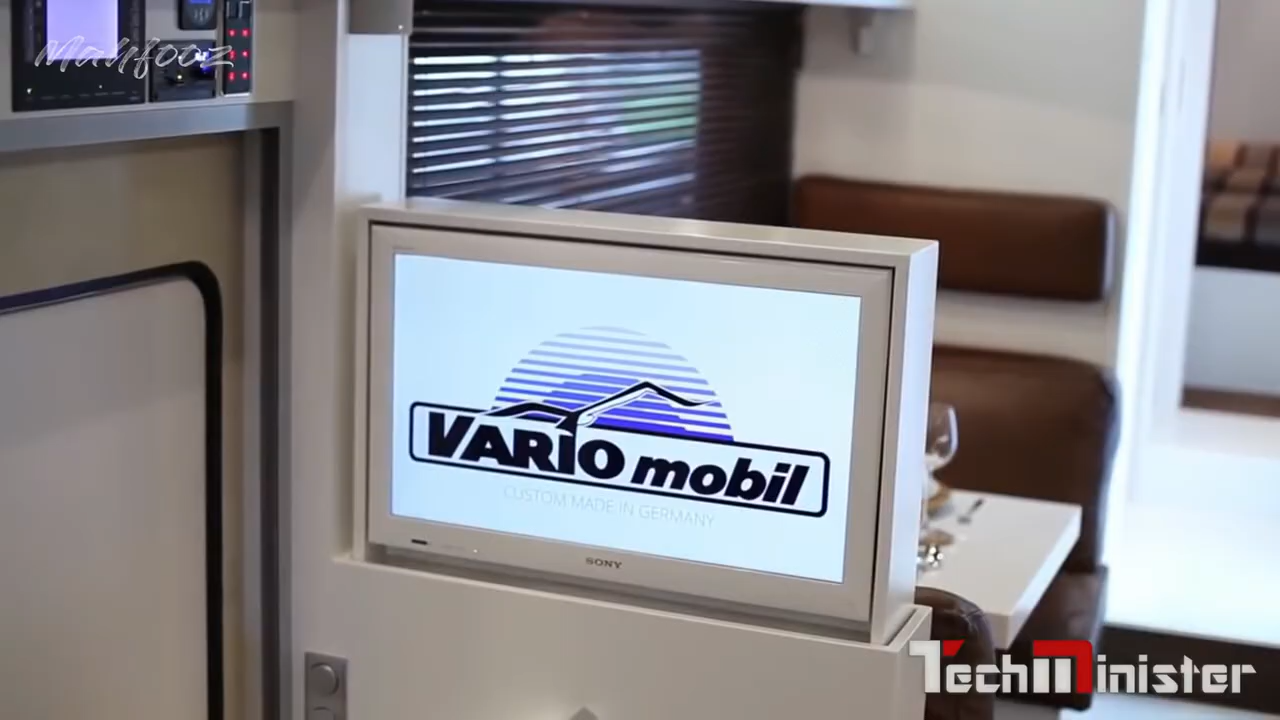 Mahfooz
VARIO mobil
CUSTOM MADE IN GERMANY
SONY
TechMinister